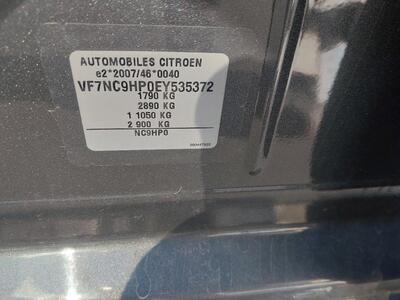 AUTOMOBILES CITROEN
e2*2007/46*0040
VF7NC9HP0EY535372
1790 KG
2890 KG
1 1050 KG
2 900 KG
NC9HP0